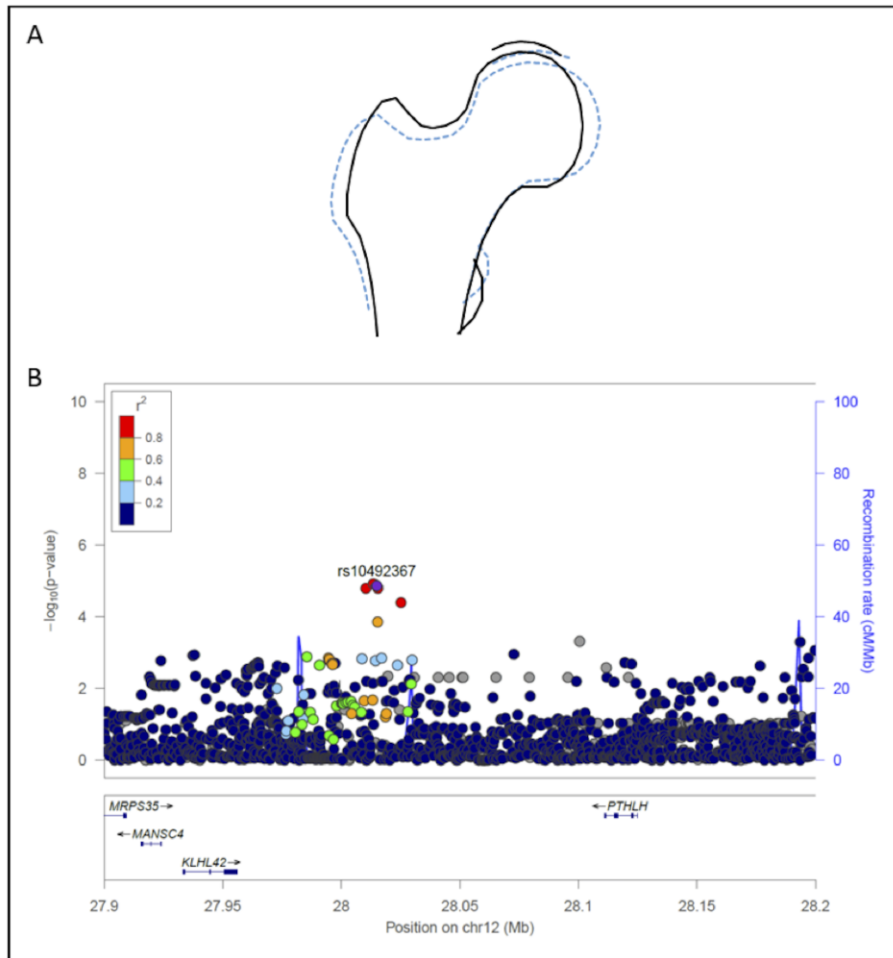 A
B
r2
0.8
0.6
0.4
0.2
rs10492367
10
8
6
4
2
0
−log10(p−value)
100
80
60
40
20
0
Recombination rate (cM/Mb)
MRPS35→
←MANSC4
KLHL42→
←PTHLH
27.9 27.95 28 28.05 28.1 28.15 28.2
Position on chr12 (Mb)